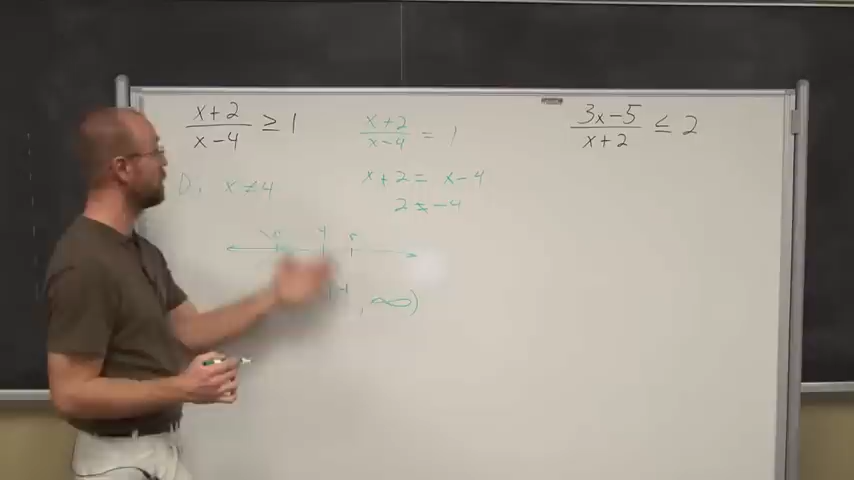 x+2/x-4 ≥ 1
D: x ≠ 4
4
, ∞)
x+2/x-4 = 1
x+2 = x-4
2 = -4
3x-5/x+2 ≤ 2